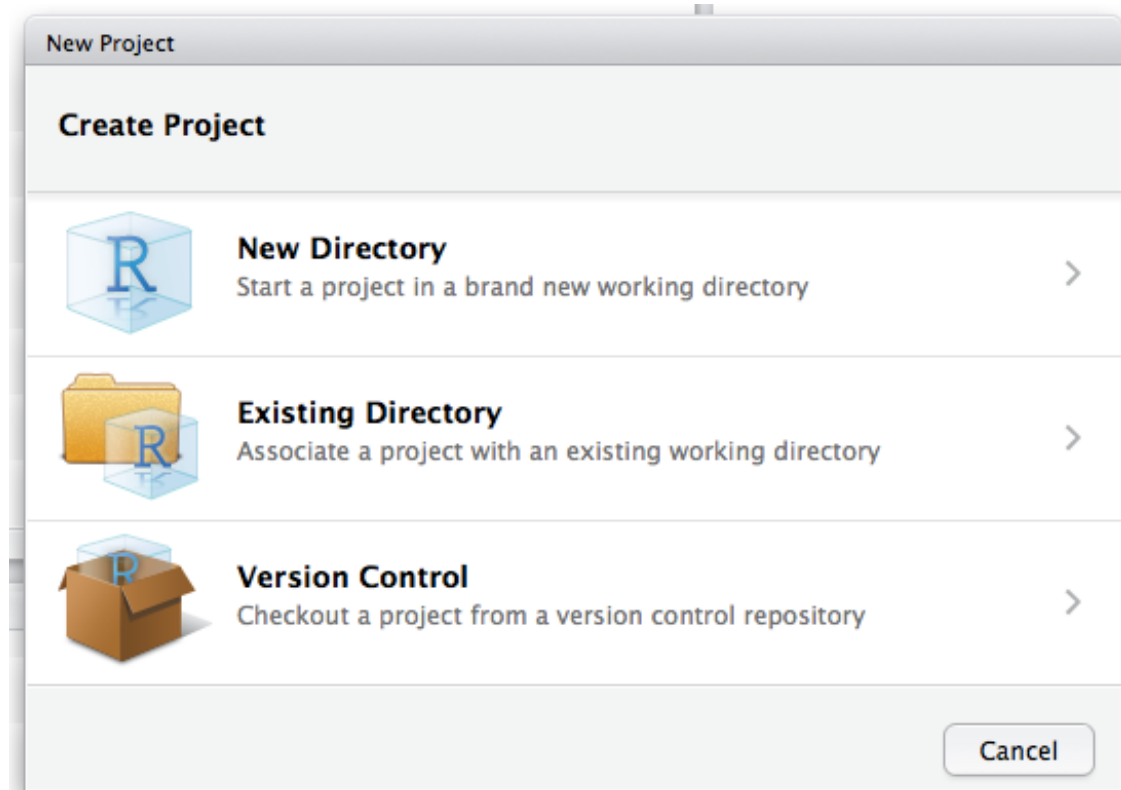 New Project
Create Project
R
New Directory
Start a project in a brand new working directory
R
Existing Directory
Associate a project with an existing working directory
R
Version Control
Checkout a project from a version control repository
Cancel